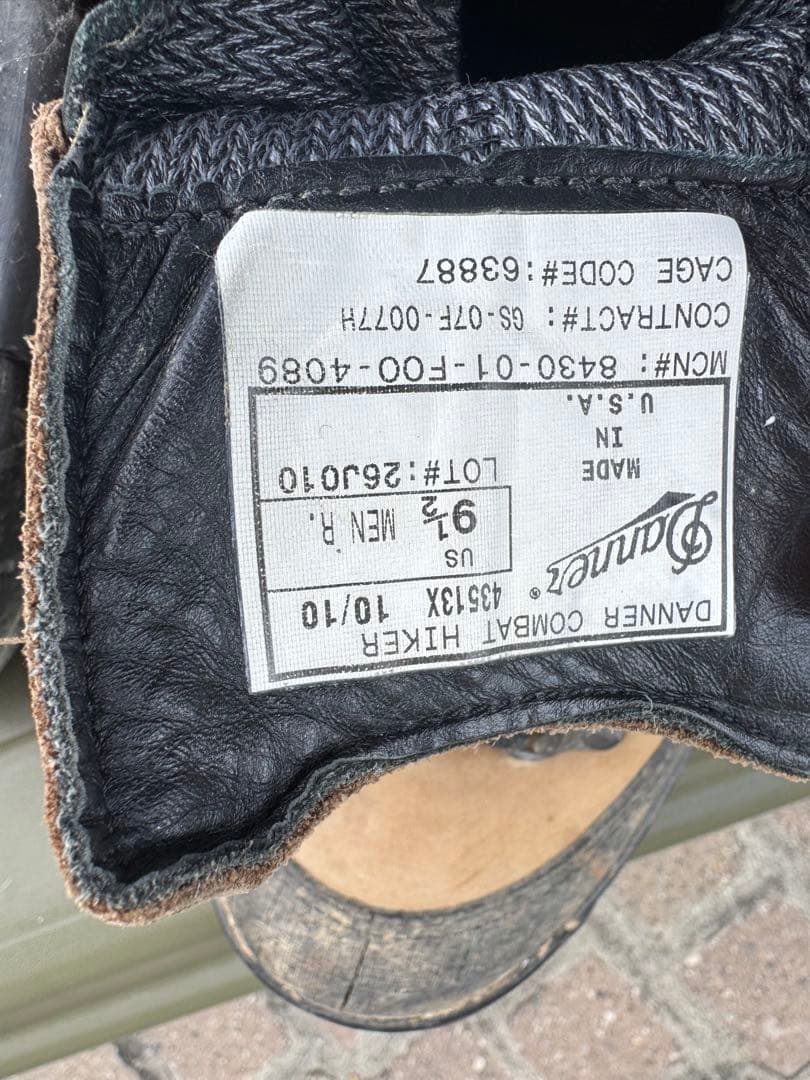 DANNER COMBAT HIKER
43513X 10/10
Danner®
US
9½ MEN R.
MADE
IN
U.S.A.
LOT#:26J010
MCN#: 8430-01-F00-4089
CONTRACT#: GS-07F-0077H
CAGE CODE#:63887